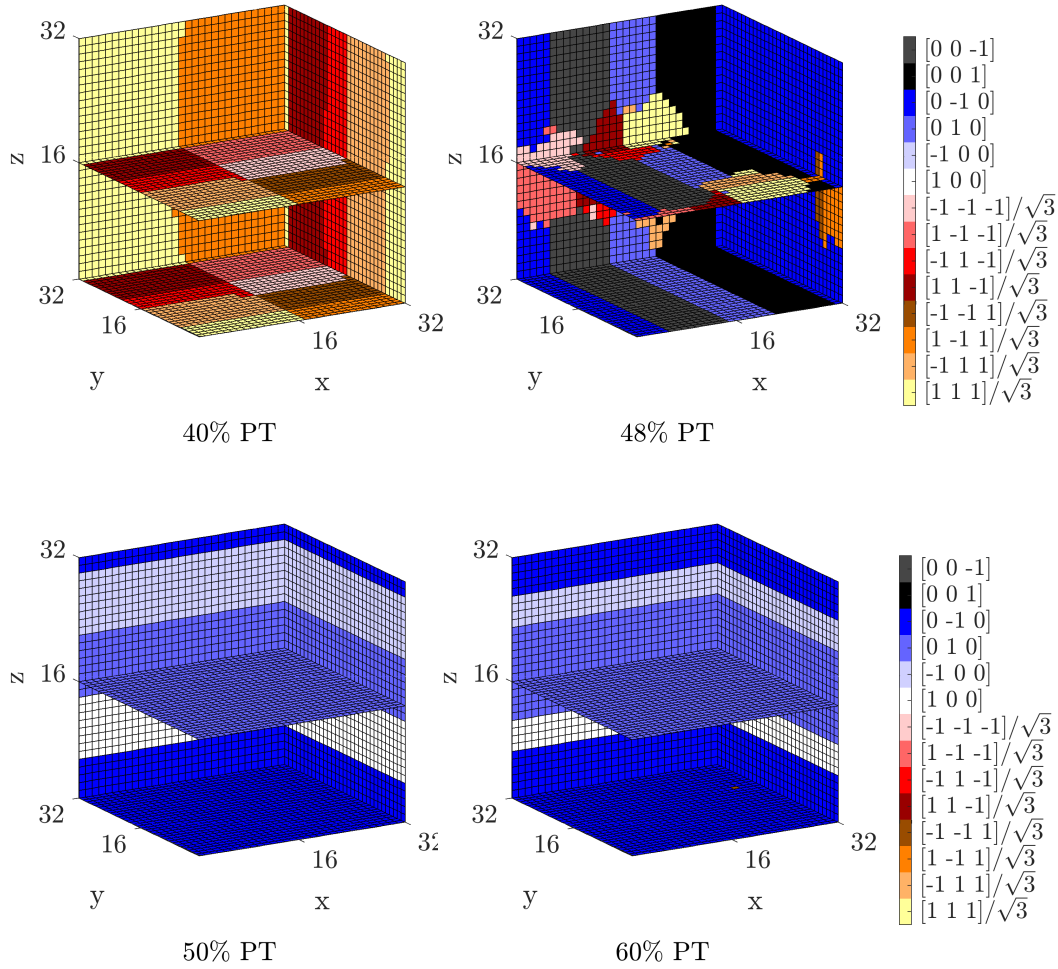 32
z
16
32
16
y
16
32
x
40% PT
32
z
16
32
16
y
16
32
x
48% PT
[0 0 -1]
[0 0 1]
[0 -1 0]
[0 1 0]
[-1 0 0]
[1 0 0]
[-1 -1 -1]/√3
[1 -1 -1]/√3
[-1 1 -1]/√3
[1 1 -1]/√3
[-1 -1 1]/√3
[1 -1 1]/√3
[-1 1 1]/√3
[1 1 1]/√3
32
z
16
32
16
y
16
32
x
50% PT
32
z
16
32
16
y
16
32
x
60% PT
[0 0 -1]
[0 0 1]
[0 -1 0]
[0 1 0]
[-1 0 0]
[1 0 0]
[-1 -1 -1]/√3
[1 -1 -1]/√3
[-1 1 -1]/√3
[1 1 -1]/√3
[-1 -1 1]/√3
[1 -1 1]/√3
[-1 1 1]/√3
[1 1 1]/√3